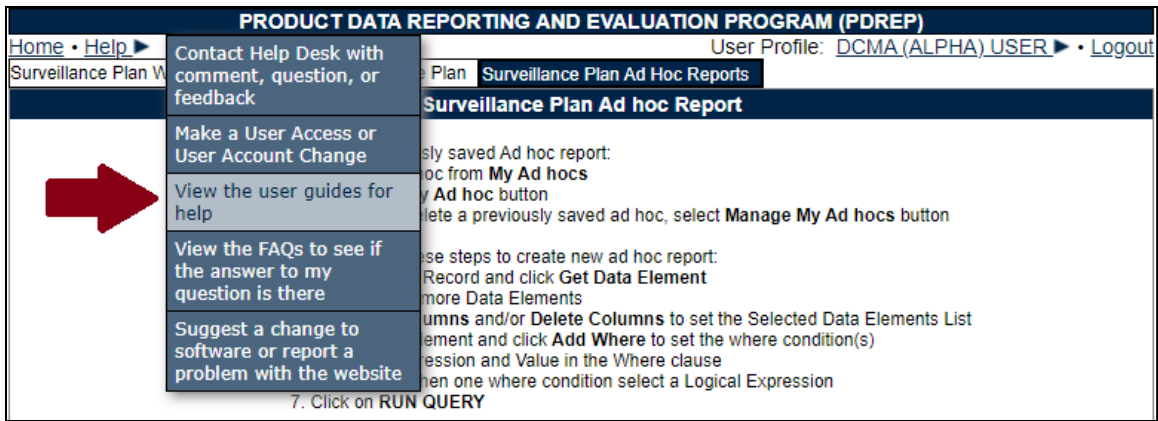 PRODUCT DATA REPORTING AND EVALUATION PROGRAM (PDREP)
Home • Help ▶ User Profile: DCMA (ALPHA) USER ▶ • Logout
Surveillance Plan Plan Surveillance Plan Ad Hoc Reports
Contact Help Desk with
comment, question, or
feedback
Make a User Access or
User Account Change
View the user guides for
help
View the FAQs to see if
the answer to my
question is there
Suggest a change to
software or report a
problem with the website
Surveillance Plan Ad hoc Report
sly saved Ad hoc report:
oc from My Ad hocs
y Ad hoc button
lete a previously saved ad hoc, select Manage My Ad hocs button
ese steps to create new ad hoc report:
Record and click Get Data Element
more Data Elements
umns and/or Delete Columns to set the Selected Data Elements List
lement and click Add Where to set the where condition(s)
ression and Value in the Where clause
hen one where condition select a Logical Expression
7. Click on RUN QUERY